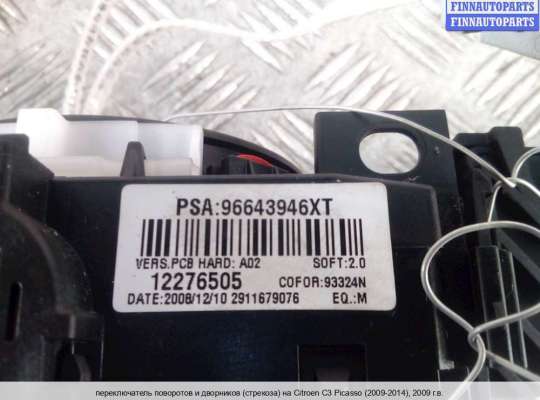 FINNAUTOPARTS
FINNAUTOPARTS
PSA:96643946XT
VERS.PCB HARD: A02 SOFT:2.0
12276505 COFOR:93324N
DATE:2008/12/10 2911679076 EQ.:M
переключатель поворотов и дворников (стрекоза) на Citroen C3 Picasso (2009-2014), 2009 г.в.